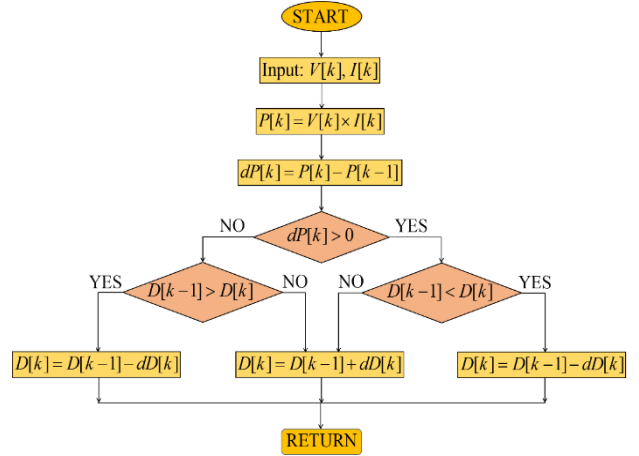 START
Input: V[k], I[k]
P[k] = V[k] × I[k]
dP[k] = P[k] − P[k−1]
NO
dP[k] > 0
YES
YES
D[k−1] > D[k]
NO
NO
D[k−1] < D[k]
YES
D[k] = D[k−1] − dD[k]
D[k] = D[k−1] + dD[k]
D[k] = D[k−1] − dD[k]
RETURN